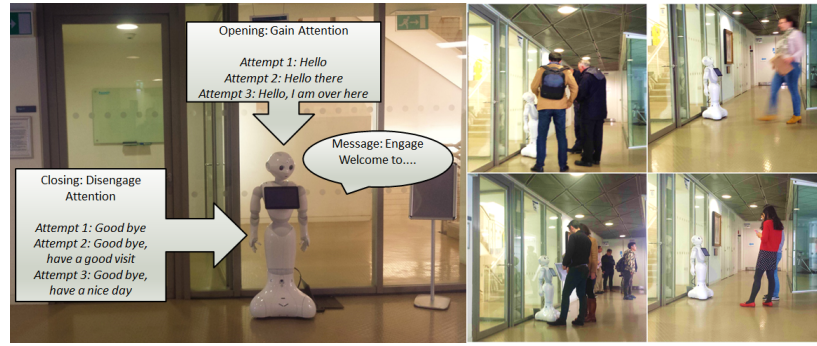 Opening: Gain Attention
Attempt 1: Hello
Attempt 2: Hello there
Attempt 3: Hello, I am over here
Message: Engage
Welcome to....
Closing: Disengage
Attention
Attempt 1: Good bye
Attempt 2: Good bye,
have a good visit
Attempt 3: Good bye,
have a nice day